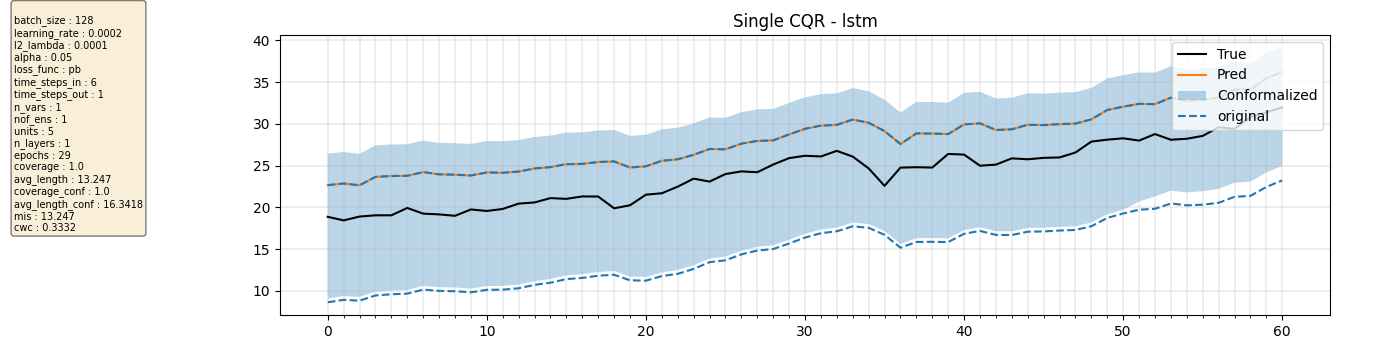 Single CQR - lstm
batch_size : 128
learning_rate : 0.0002
l2_lambda : 0.0001
alpha : 0.05
loss_func : pb
time_steps_in : 6
time_steps_out : 1
n_vars : 1
nof_ens : 1
units : 5
n_layers : 1
epochs : 29
coverage : 1.0
avg_length : 13.247
coverage_conf : 1.0
avg_length_conf : 16.3418
mis : 13.247
cwc : 0.3332
40
35
30
25
20
15
10
True
Pred
Conformalized
original
0 10 20 30 40 50 60